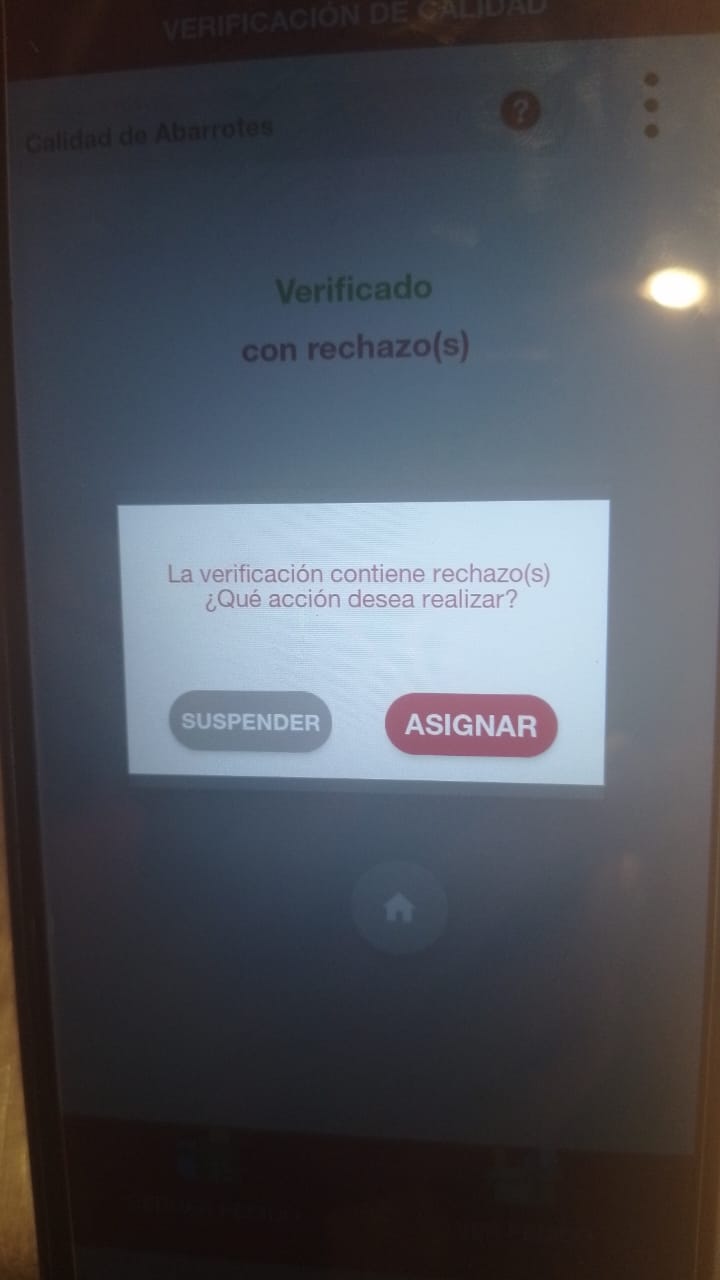 VERIFICACIÓN DE CALIDAD
Calidad de Abarrotes
?
Verificado
con rechazo(s)
La verificación contiene rechazo(s)
¿Qué acción desea realizar?
SUSPENDER
ASIGNAR